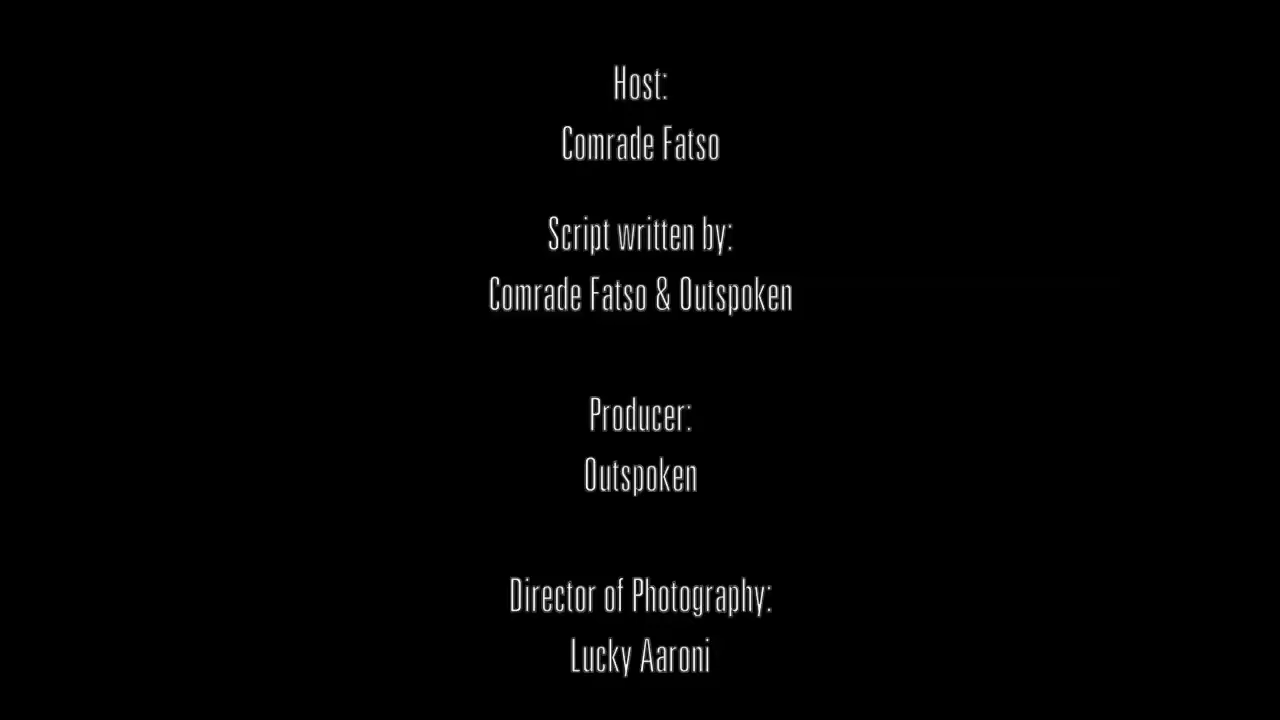 Host:
Comrade Fatso
Script written by:
Comrade Fatso & Outspoken
Producer:
Outspoken
Director of Photography:
Lucky Aaroni